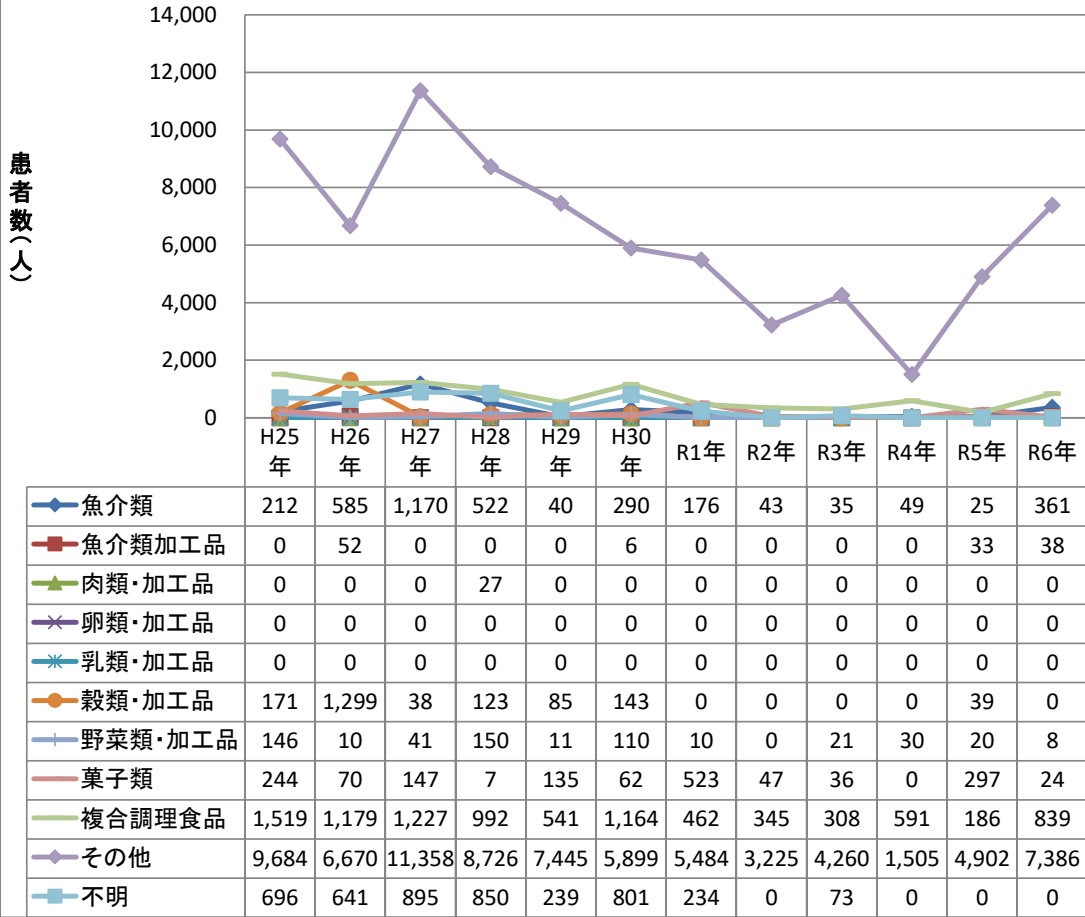 14,000
12,000
10,000
8,000
6,000
4,000
2,000
0
患者数（人）
H25年 H26年 H27年 H28年 H29年 H30年 R1年 R2年 R3年 R4年 R5年 R6年
魚介類 212 585 1,170 522 40 290 176 43 35 49 25 361
魚介類加工品 0 52 0 0 0 6 0 0 0 0 33 38
肉類・加工品 0 0 0 27 0 0 0 0 0 0 0 0
卵類・加工品 0 0 0 0 0 0 0 0 0 0 0 0
乳類・加工品 0 0 0 0 0 0 0 0 0 0 0 0
穀類・加工品 171 1,299 38 123 85 143 0 0 0 0 39 0
野菜類・加工品 146 10 41 150 11 110 10 0 21 30 20 8
菓子類 244 70 147 7 135 62 523 47 36 0 297 24
複合調理食品 1,519 1,179 1,227 992 541 1,164 462 345 308 591 186 839
その他 9,684 6,670 11,358 8,726 7,445 5,899 5,484 3,225 4,260 1,505 4,902 7,386
不明 696 641 895 850 239 801 234 0 73 0 0 0